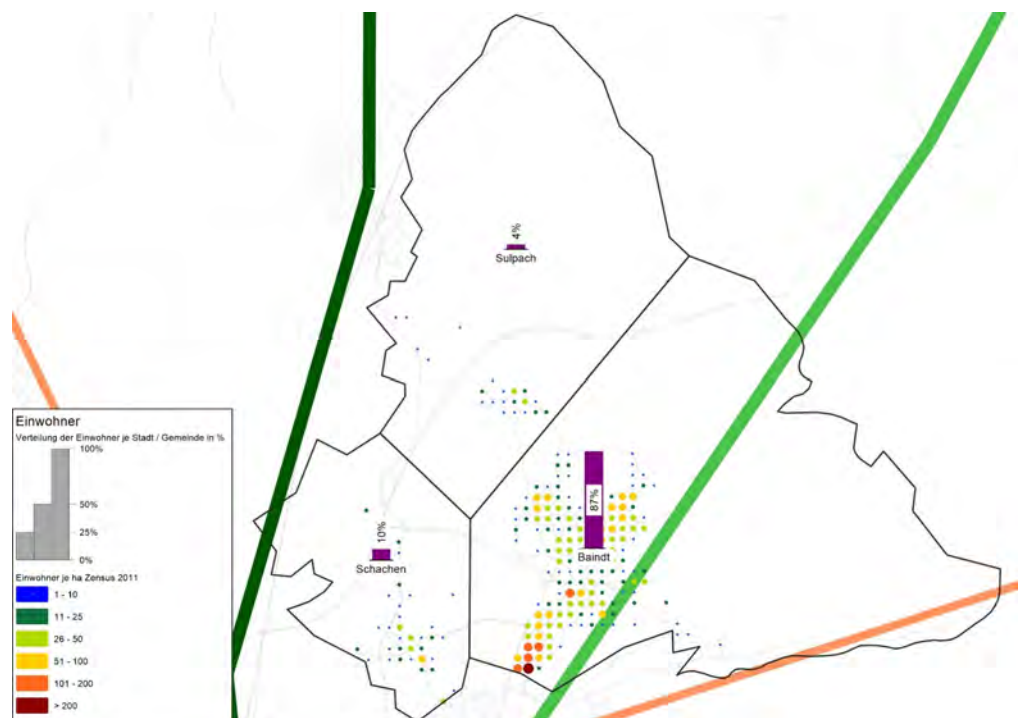 4%
Sulpach
87%
Baindt
10%
Schachen
Einwohner
Verteilung der Einwohner je Stadt / Gemeinde in %
100%
50%
25%
0%
Einwohner je ha Zensus 2011
1 - 10
11 - 25
26 - 50
51 - 100
101 - 200
> 200